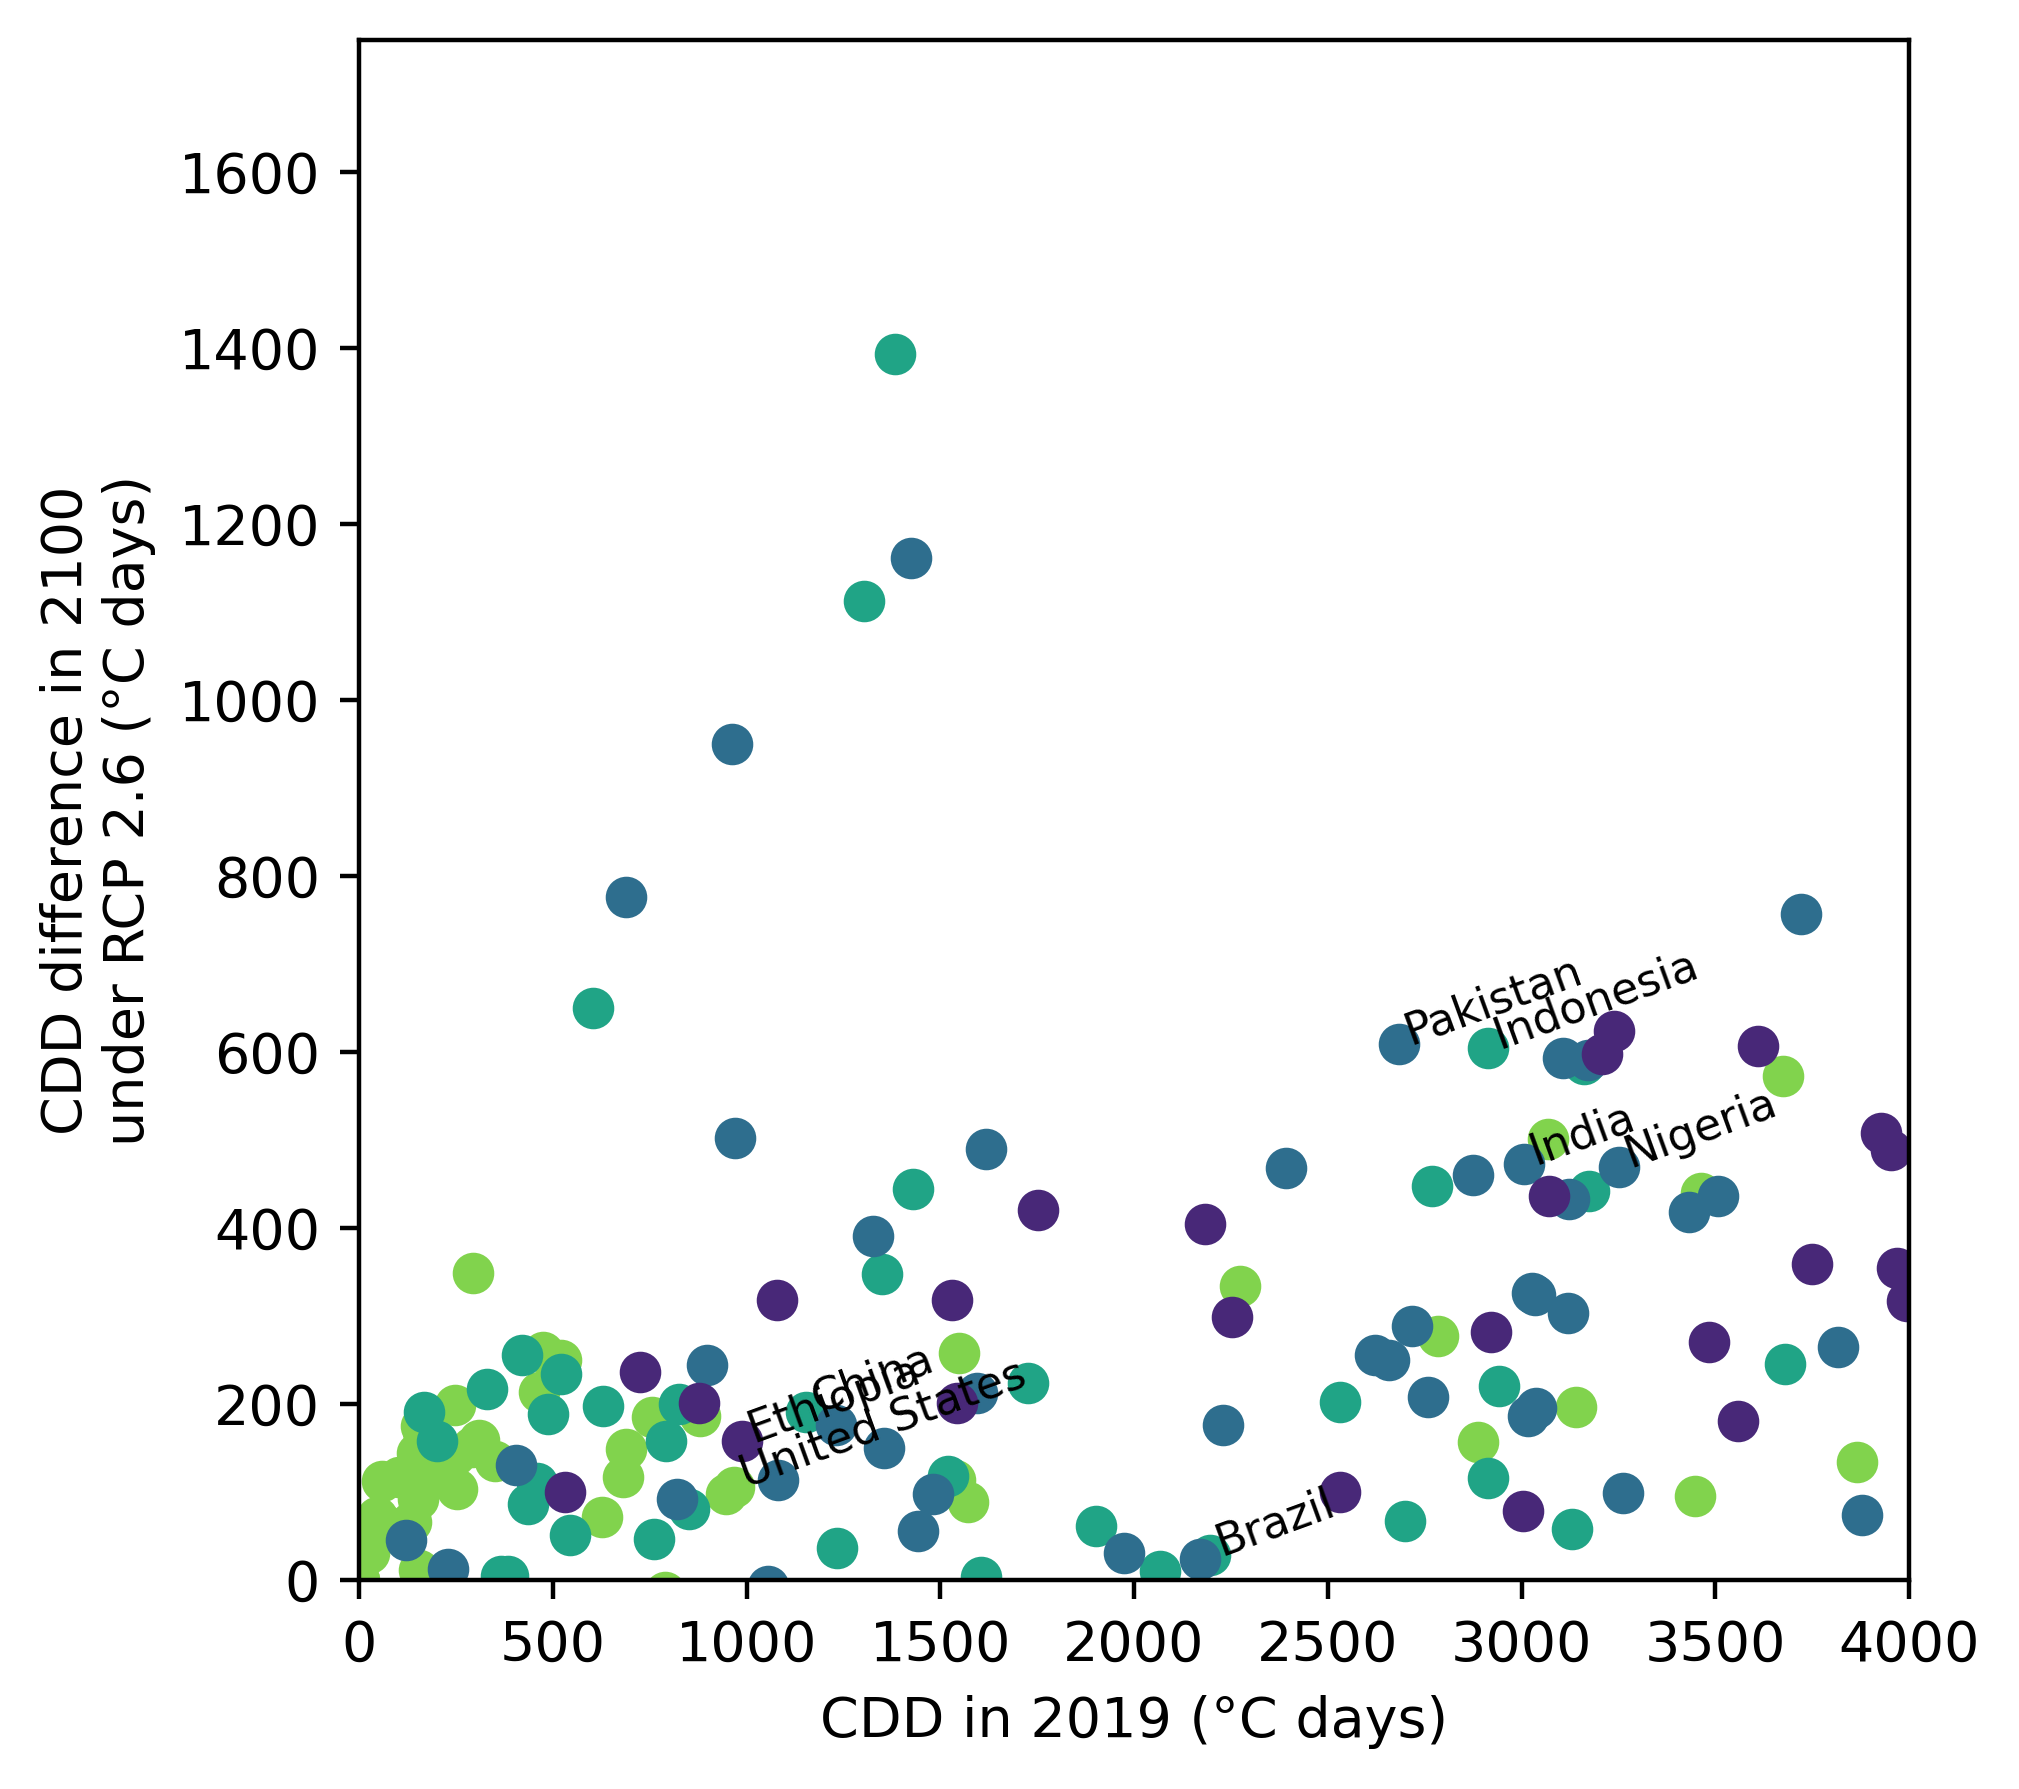 1600
1400
1200
1000
800
600
400
200
0
CDD difference in 2100
under RCP 2.6 (°C days)
Pakistan
Indonesia
India
Nigeria
China
Ethiopia
United States
Brazil
0 500 1000 1500 2000 2500 3000 3500 4000
CDD in 2019 (°C days)